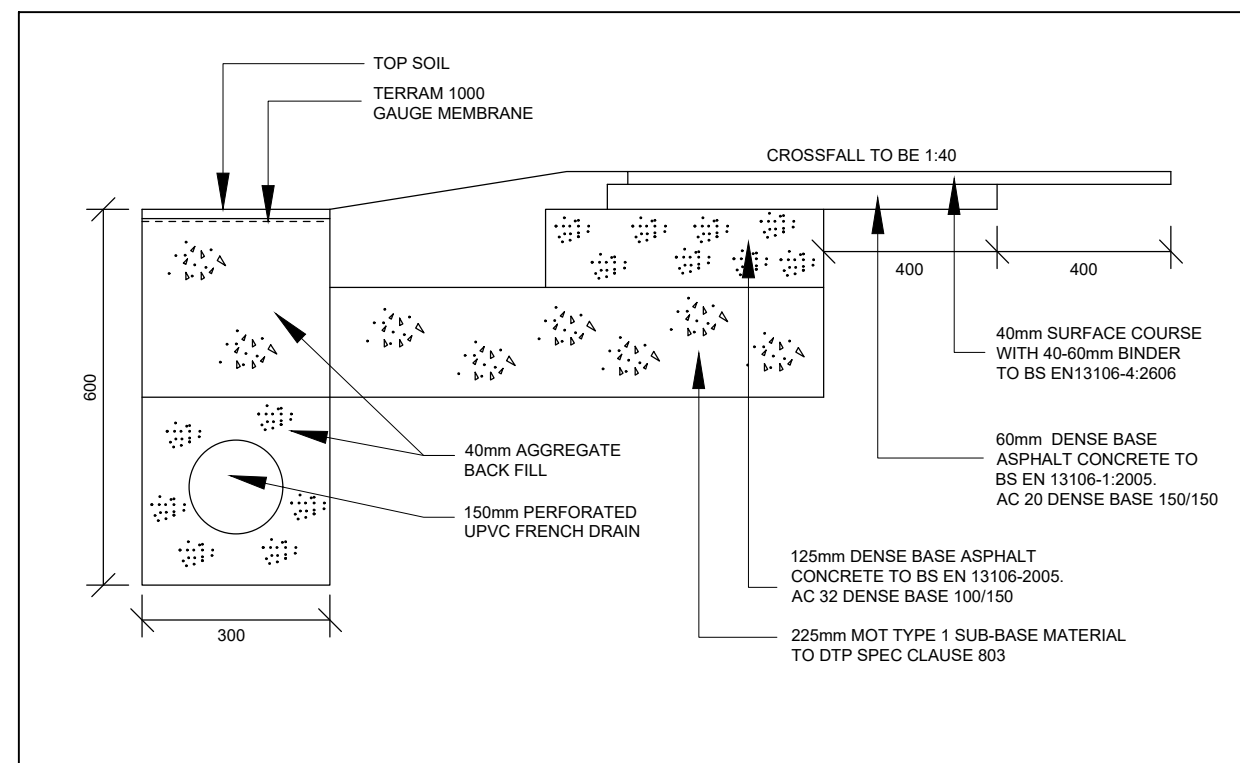 TOP SOIL
TERRAM 1000
GAUGE MEMBRANE
CROSSFALL TO BE 1:40
400
400
600
40mm SURFACE COURSE
WITH 40-60mm BINDER
TO BS EN13106-4:2606
40mm AGGREGATE
BACK FILL
60mm DENSE BASE
ASPHALT CONCRETE TO
BS EN 13106-1:2005.
AC 20 DENSE BASE 150/150
150mm PERFORATED
UPVC FRENCH DRAIN
125mm DENSE BASE ASPHALT
CONCRETE TO BS EN 13106-2005.
AC 32 DENSE BASE 100/150
300
225mm MOT TYPE 1 SUB-BASE MATERIAL
TO DTP SPEC CLAUSE 803